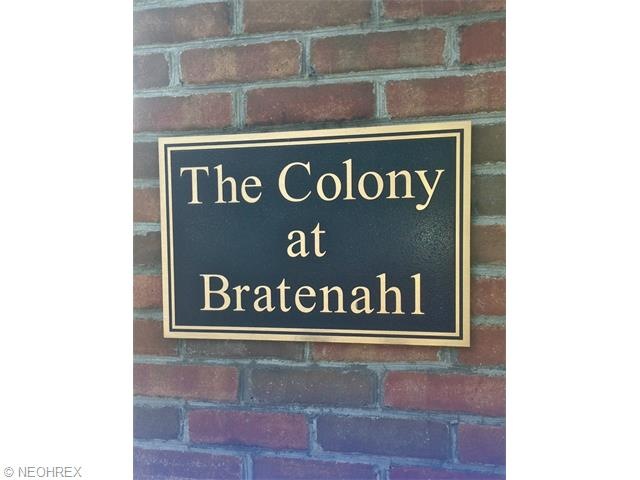 The Colony
at
Bratenahl
© NEOHREX